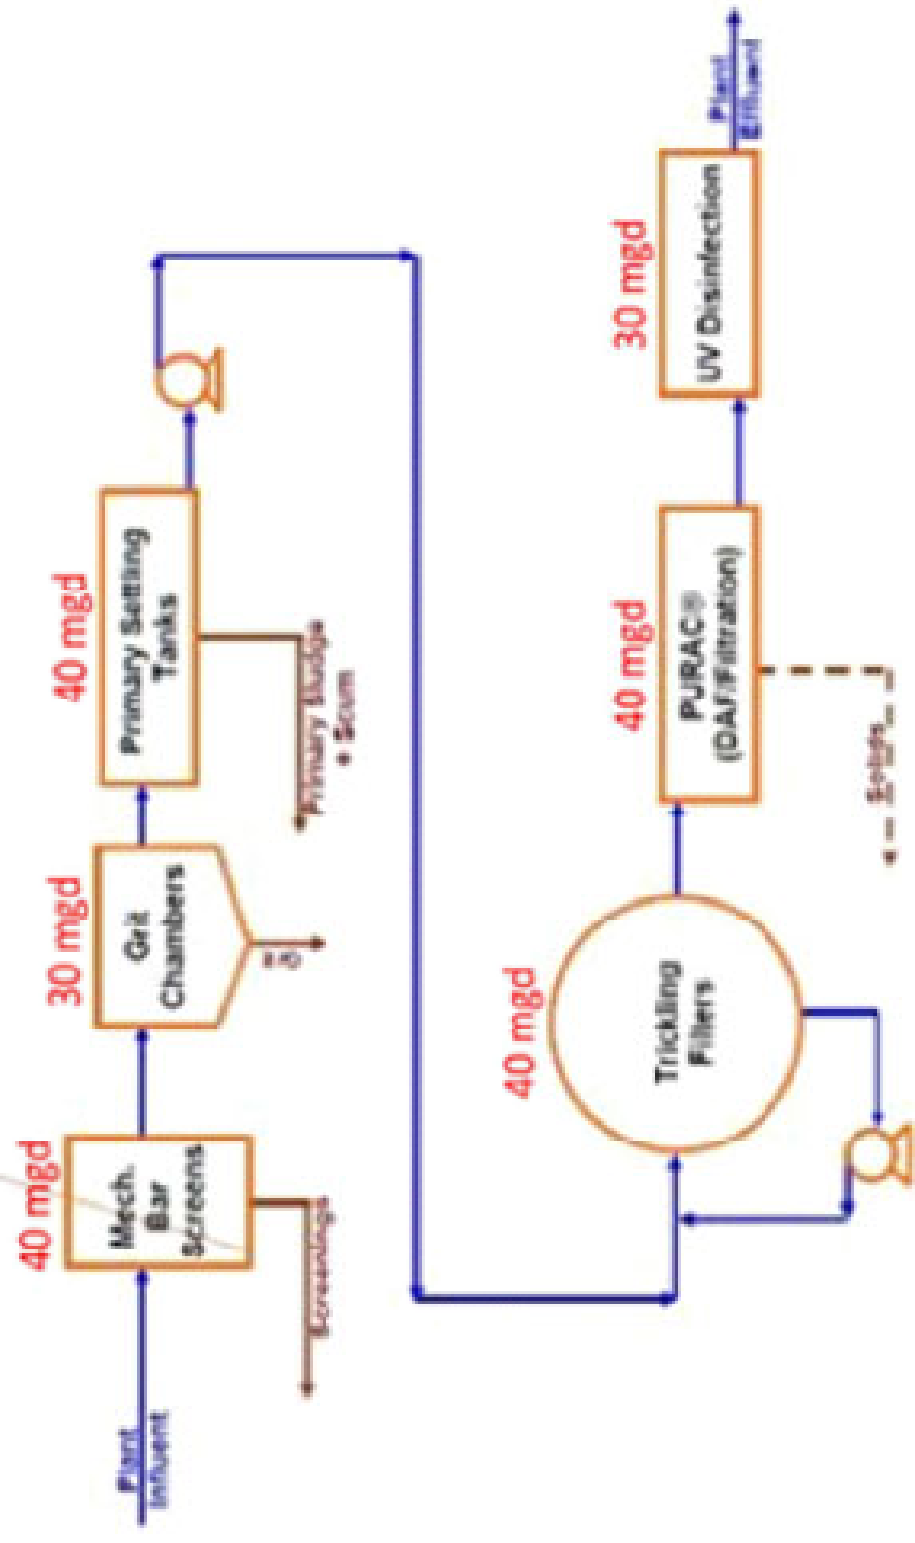 Plant
Influent
40 mgd
Mech.
Bar
Screens
Screenings
30 mgd
Grit
Chambers
40 mgd
Primary Settling
Tanks
Primary Sludge
+ Scum
40 mgd
Trickling
Filters
40 mgd
(DAF/Filtration)
Solids
30 mgd
UV Disinfection
Plant
Effluent